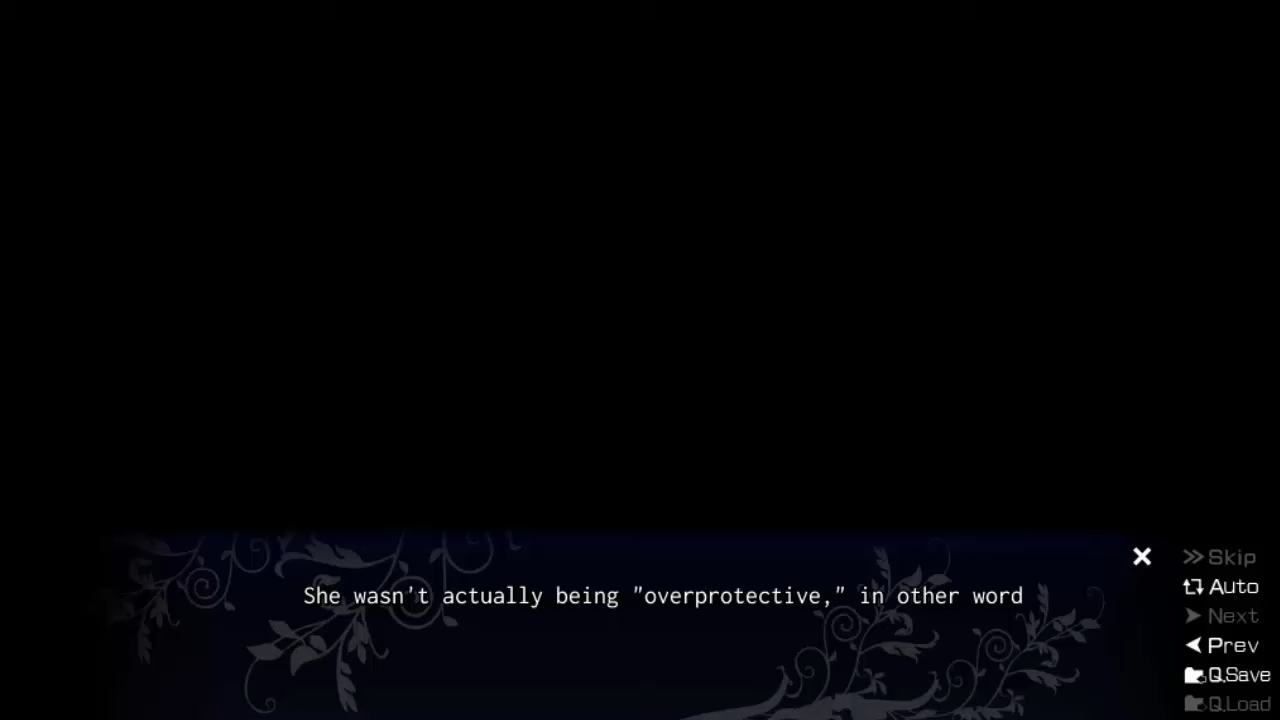 She wasn't actually being "overprotective," in other word
Skip
Auto
Next
Prev
Q.Save
Q.Load